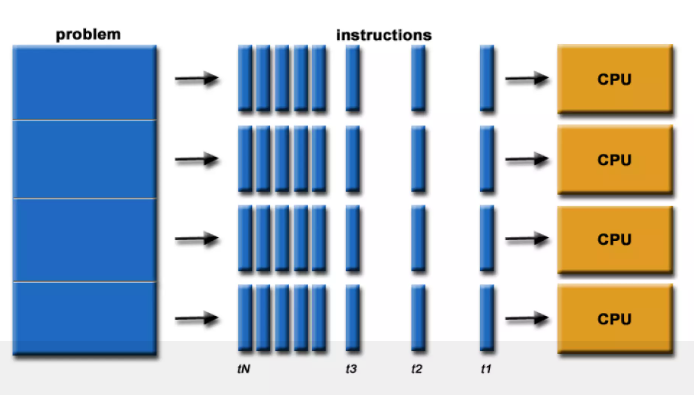 problem
instructions
CPU
CPU
CPU
CPU
tN t3 t2 t1